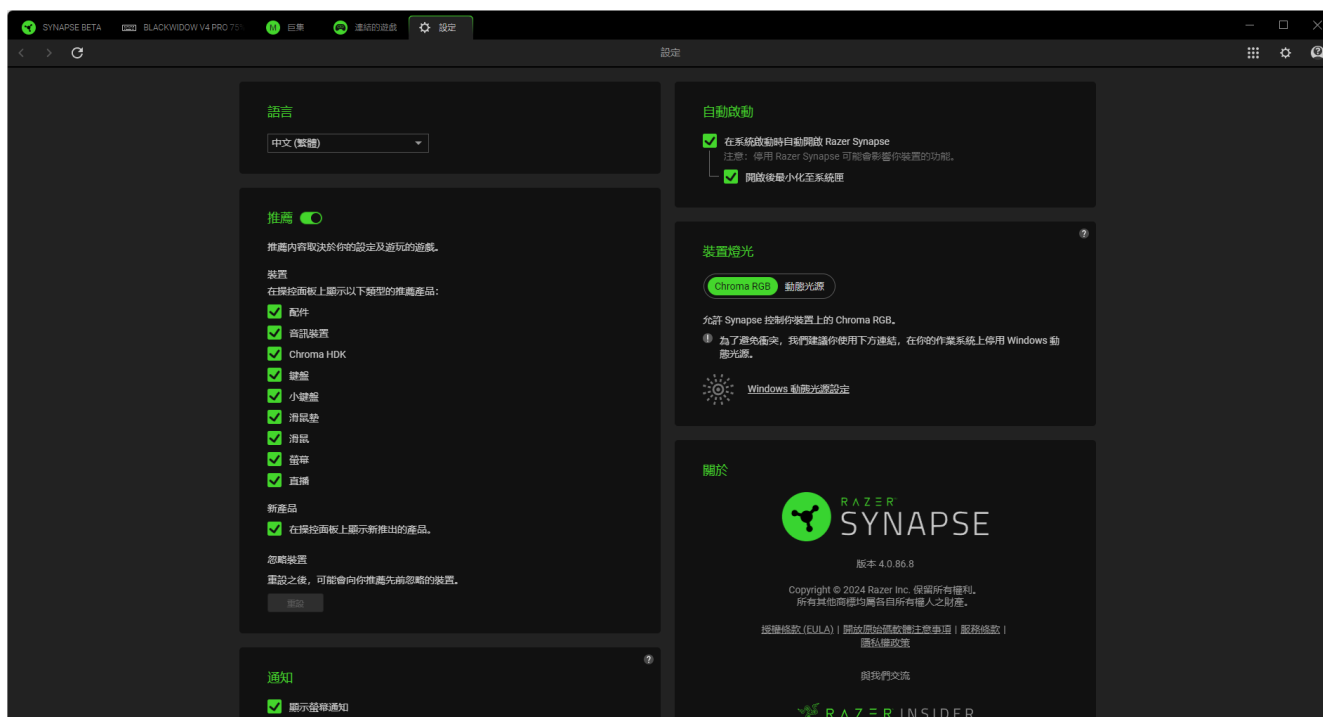 SYNAPSE BETA
BLACKWIDOW V4 PRO 75%
巨集
連結的遊戲
設定
設定
語言
中文 (繁體)
推薦
推薦內容取決於你的設定及遊玩的遊戲。
裝置
在操控面板上顯示以下類型的推薦產品：
配件
音訊裝置
Chroma HDK
鍵盤
小鍵盤
滑鼠墊
滑鼠
螢幕
直播
新產品
在操控面板上顯示新推出的產品。
忽略裝置
重設之後，可能會向你推薦先前忽略的裝置。
重設
通知
顯示螢幕通知
自動啟動
在系統啟動時自動開啟 Razer Synapse
注意：停用 Razer Synapse 可能會影響你裝置的功能。
開啟後最小化至系統匣
裝置燈光
Chroma RGB
動態光源
允許 Synapse 控制你裝置上的 Chroma RGB。
為了避免衝突，我們建議你使用下方連結，在你的作業系統上停用 Windows 動
態光源。
Windows 動態光源設定
關於
RAZER
SYNAPSE
版本 4.0.86.8
Copyright © 2024 Razer Inc. 保留所有權利。
所有其他商標均屬各自所有權人之財產。
授權條款 (EULA) | 開放原始碼軟體注意事項 | 服務條款 |
隱私權政策
與我們交流
RAZER INSIDER